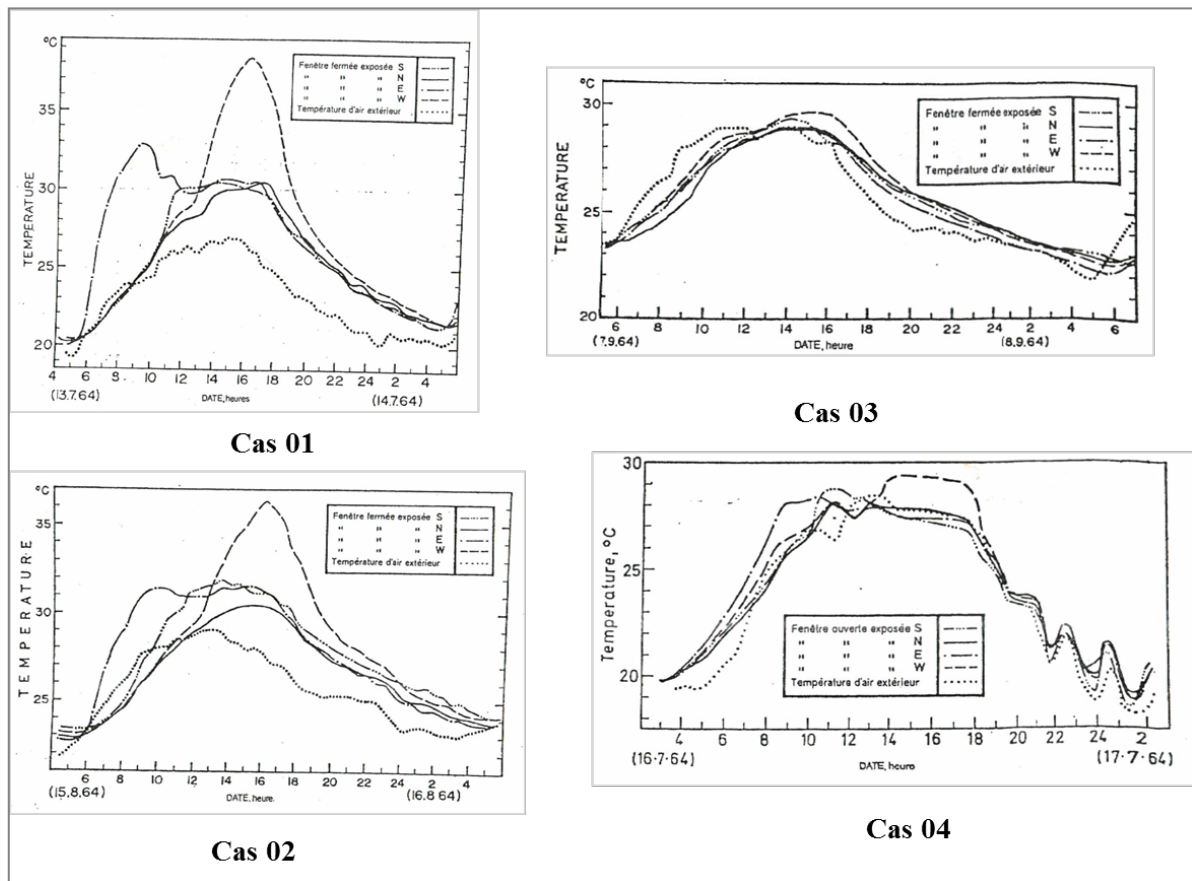 °C
Fenêtre fermée exposée S
" " " N
" " " E
" " " W
Température d'air extérieur
TEMPERATURE
35
30
25
20
4 6 8 10 12 14 16 18 20 22 24 2 4
(13.7.64) DATE, heures (14.7.64)
Cas 01
°C
Fenêtre fermée exposée S
" " " N
" " " E
" " " W
Température d'air extérieur
TEMPERATURE
30
25
20
6 8 10 12 14 16 18 20 22 24 2 4 6
(7.9.64) DATE, heure (8.9.64)
Cas 03
°C
Fenêtre fermée exposée S
" " " N
" " " E
" " " W
Température d'air extérieur
TEMPERATURE
35
30
25
6 8 10 12 14 16 18 20 22 24 2 4
(15.8.64) DATE, heure. (16.8.64)
Cas 02
Temperature, °C
30
25
20
Fenêtre ouverte exposée S
" " " N
" " " E
" " " W
Température d'air extérieur
4 6 8 10 12 14 16 18 20 22 24 2
(16·7·64) DATE, heure (17·7·64)
Cas 04